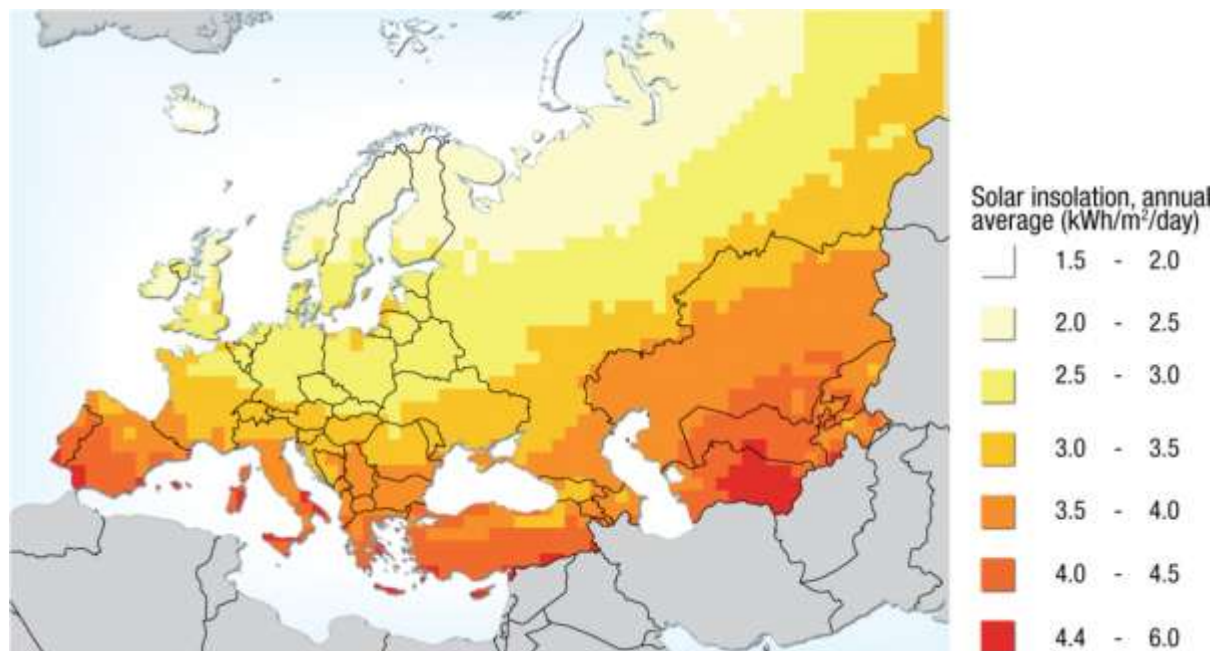 Solar insolation, annual
average (kWh/m²/day)
1.5 - 2.0
2.0 - 2.5
2.5 - 3.0
3.0 - 3.5
3.5 - 4.0
4.0 - 4.5
4.4 - 6.0